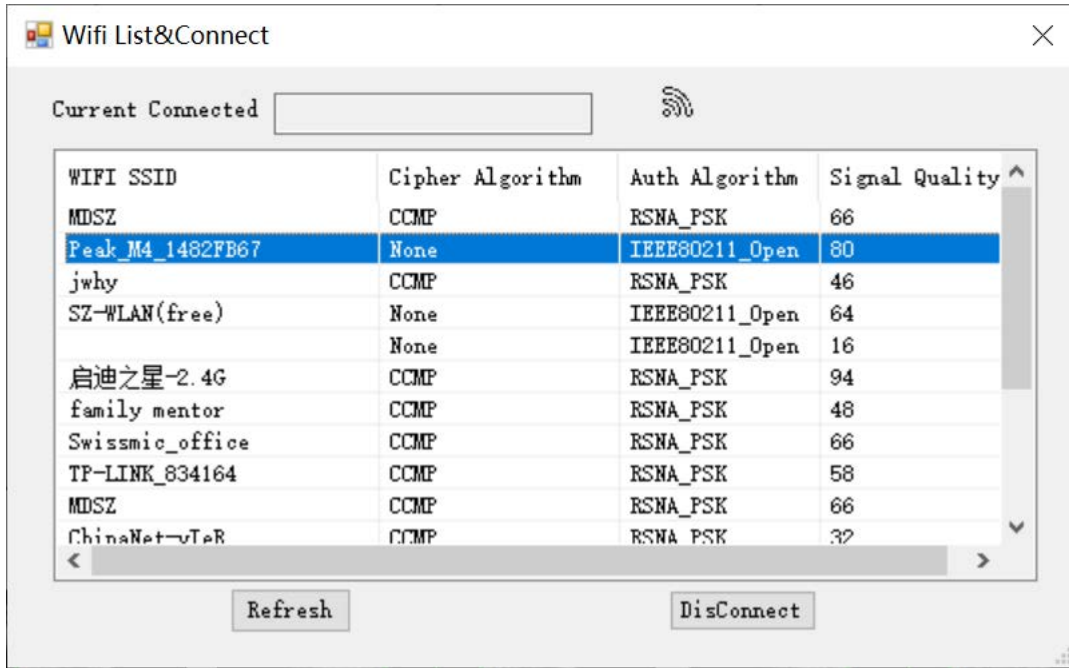 Wifi List&Connect
Current Connected
WIFI SSID Cipher Algorithm Auth Algorithm Signal Quality
MDSZ CCMP RSNA_PSK 66
Peak_M4_1482FB67 None IEEE80211_Open 80
jwhy CCMP RSNA_PSK 46
SZ-WLAN(free) None IEEE80211_Open 64
None IEEE80211_Open 16
启迪之星-2.4G CCMP RSNA_PSK 94
family mentor CCMP RSNA_PSK 48
Swissmic_office CCMP RSNA_PSK 66
TP-LINK_834164 CCMP RSNA_PSK 58
MDSZ CCMP RSNA_PSK 66
ChinaNet-vTeR CCMP RSNA_PSK 32
Refresh DisConnect